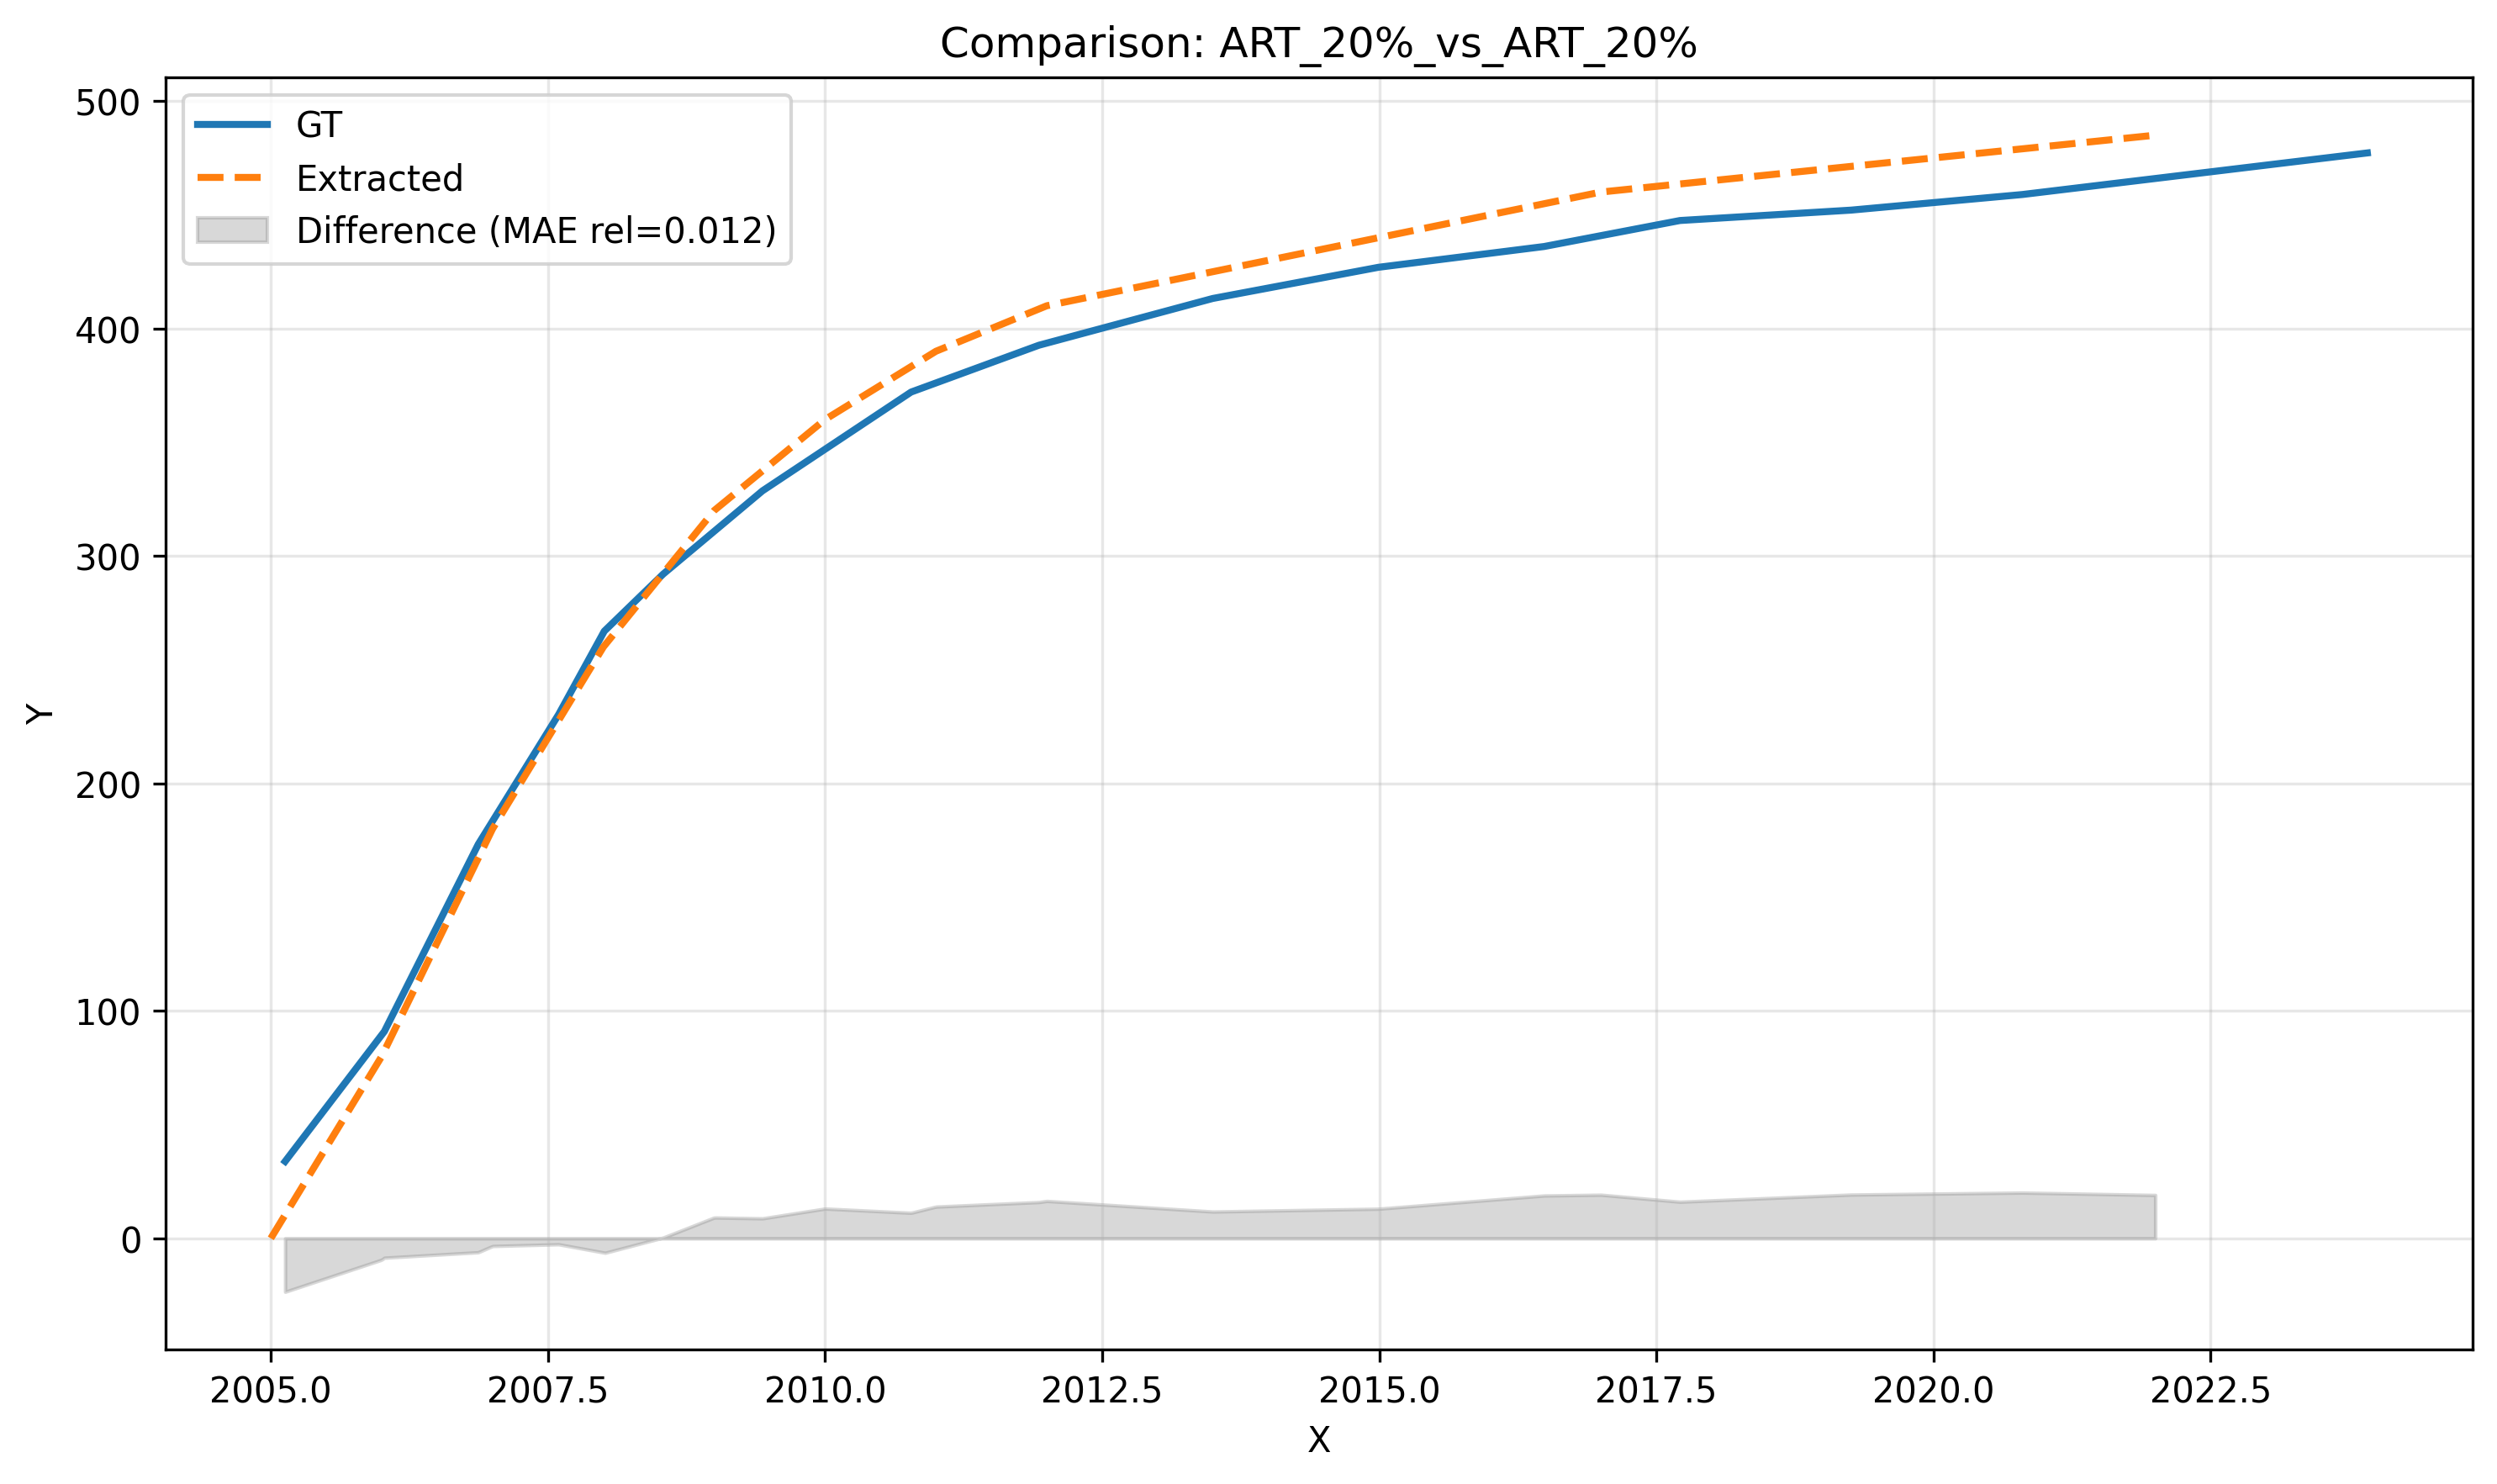 Comparison: ART_20%_vs_ART_20%
GT
Extracted
Difference (MAE rel=0.012)
500
400
300
200
100
0
Y
2005.0 2007.5 2010.0 2012.5 2015.0 2017.5 2020.0 2022.5
X